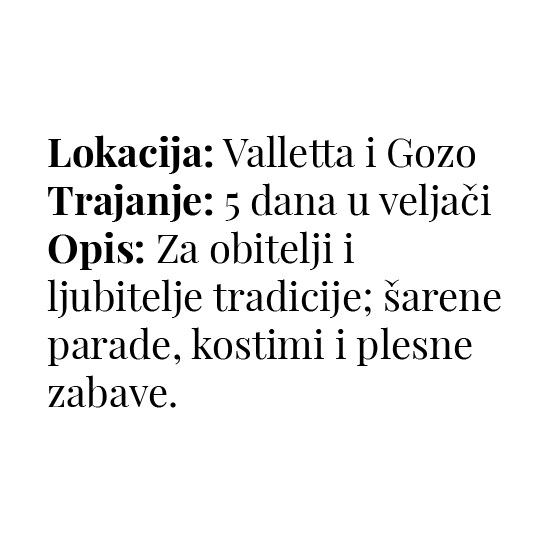 Lokacija: Valletta i Gozo
Trajanje: 5 dana u veljači
Opis: Za obitelji i
ljubitelje tradicije; šarene
parade, kostimi i plesne
zabave.